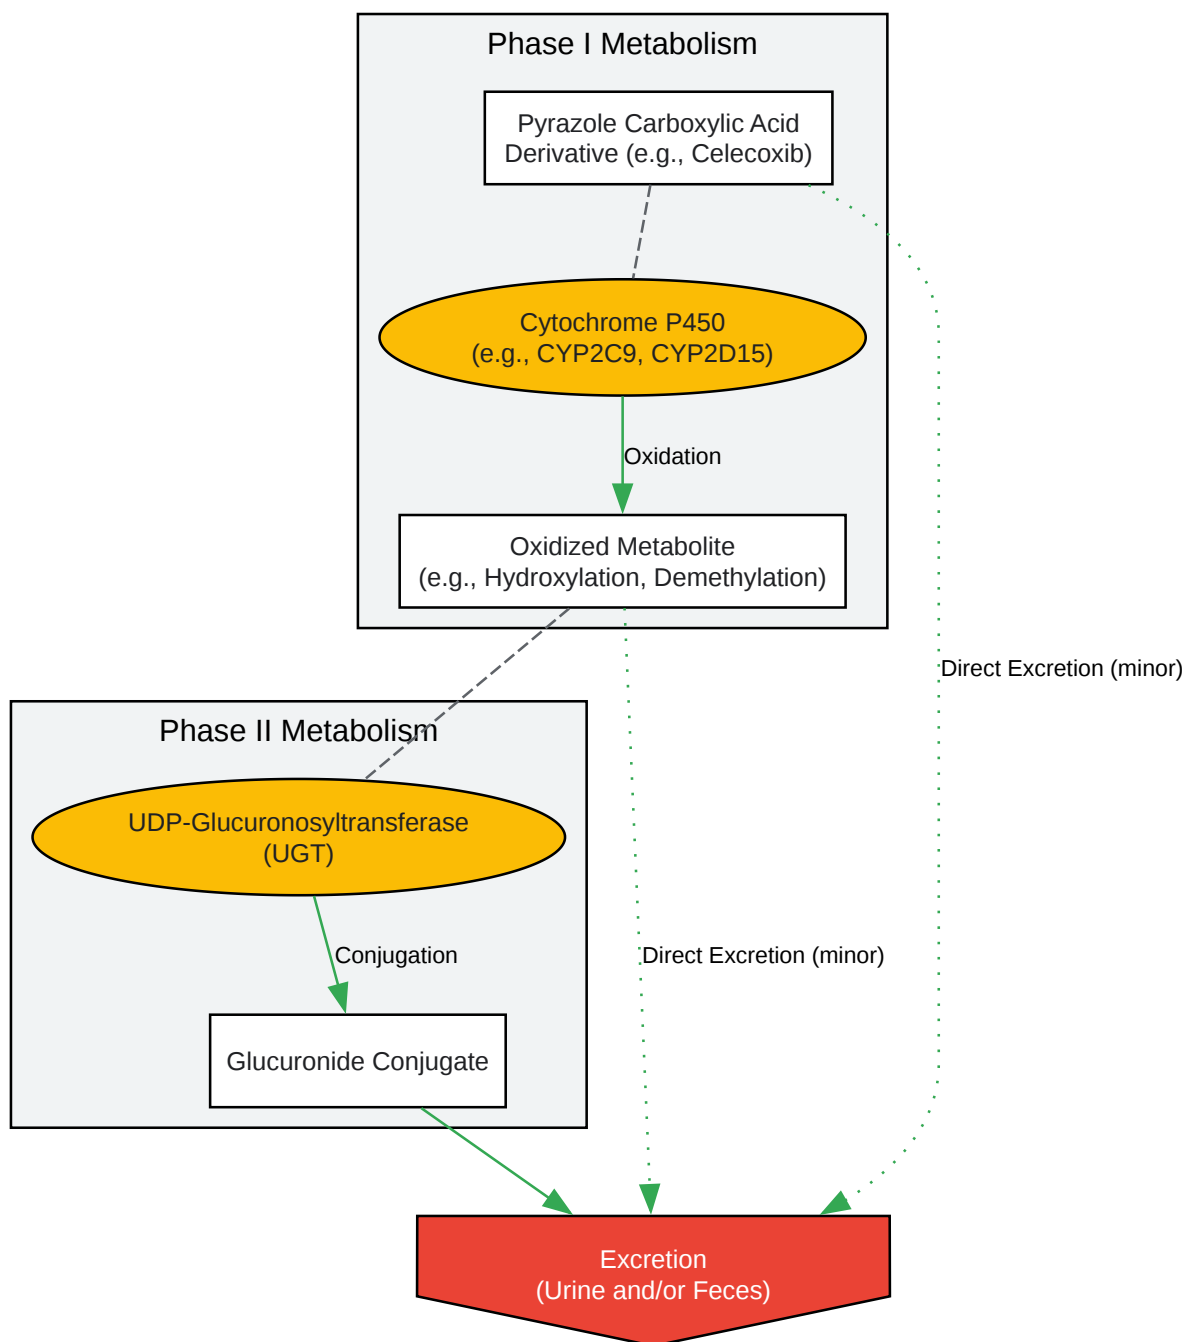 Phase I Metabolism
Pyrazole Carboxylic Acid
Derivative (e.g., Celecoxib)
Cytochrome P450
(e.g., CYP2C9, CYP2D15)
Oxidation
Oxidized Metabolite
(e.g., Hydroxylation, Demethylation)
Direct Excretion (minor)
Phase II Metabolism
UDP-Glucuronosyltransferase
(UGT)
Conjugation
Direct Excretion (minor)
Glucuronide Conjugate
Excretion
(Urine and/or Feces)